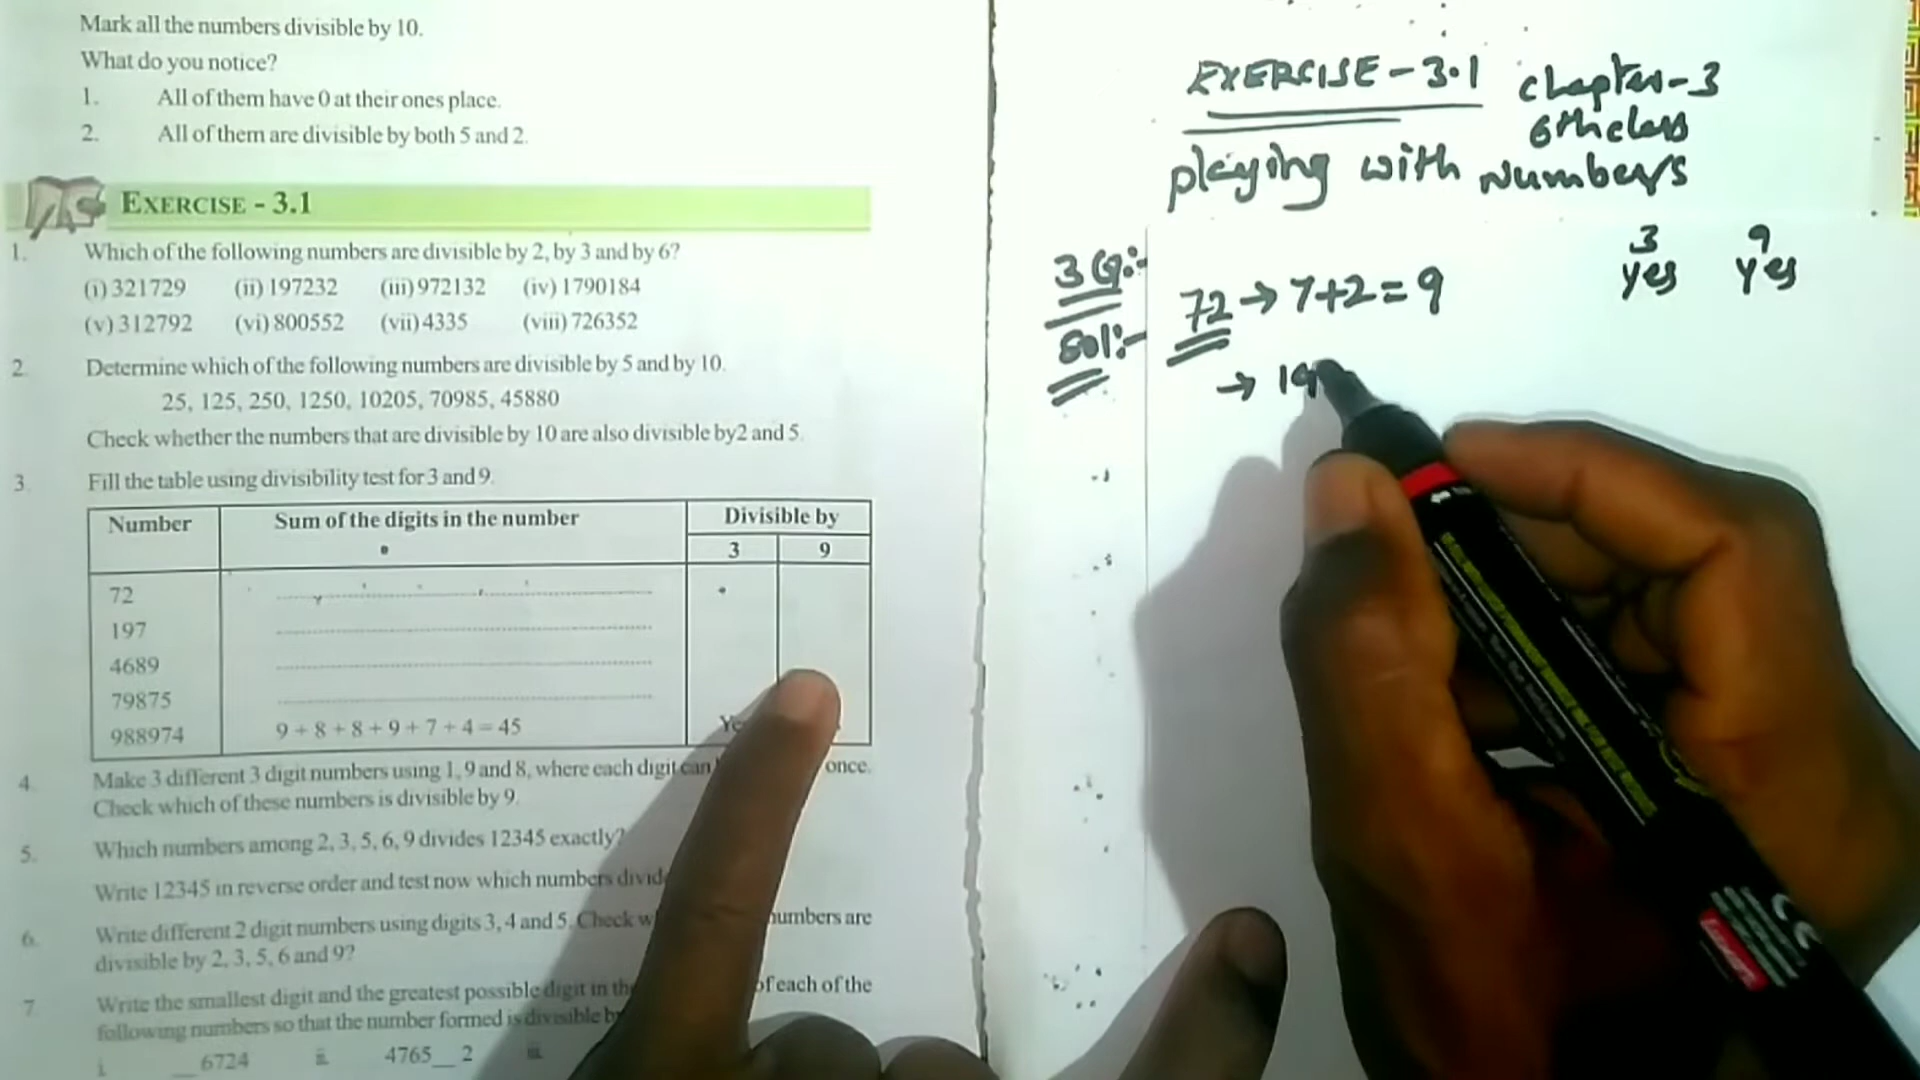 Mark all the numbers divisible by 10.
What do you notice?
1. All of them have 0 at their ones place.
2. All of them are divisible by both 5 and 2.
EXERCISE - 3.1
1. Which of the following numbers are divisible by 2, by 3 and by 6?
(i) 321729 (ii) 197232 (iii) 972132 (iv) 1790184
(v) 312792 (vi) 800552 (vii) 4335 (viii) 726352
2. Determine which of the following numbers are divisible by 5 and by 10.
25, 125, 250, 1250, 10205, 70985, 45880
Check whether the numbers that are divisible by 10 are also divisible by2 and 5.
3. Fill the table using divisibility test for 3 and 9.
Number Sum of the digits in the number Divisible by
3 9
72
197
4689
79875
988974 9 + 8 + 8 + 9 + 7 + 4 = 45
4. Make 3 different 3 digit numbers using 1, 9 and 8, where each digit can once.
Check which of these numbers is divisible by 9.
5. Which numbers among 2, 3, 5, 6, 9 divides 12345 exactly?
Write 12345 in reverse order and test now which numbers
6. Write different 2 digit numbers using digits 3, 4 and 5. Check numbers are
divisible by 2, 3, 5, 6 and 9?
7. Write the smallest digit and the greatest possible digit in of each of the
following numbers so that the number formed is divisible
i. __6724 ii. 4765__2 iii.
EXERCISE - 3.1 chapter-3
6th class
playing with Numbers
3 9
3Q:- yes yes
72 → 7+2 = 9
Sol:-
→ 19